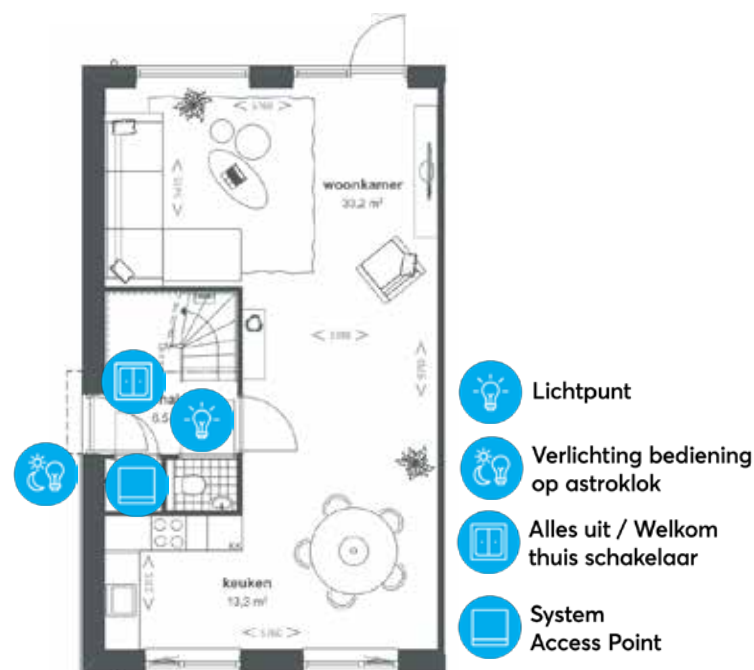 woonkamer
33,2 m²
Lichtpunt
Verlichting bediening
op astroklok
Alles uit / Welkom
thuis schakelaar
keuken
13,3 m²
System
Access Point